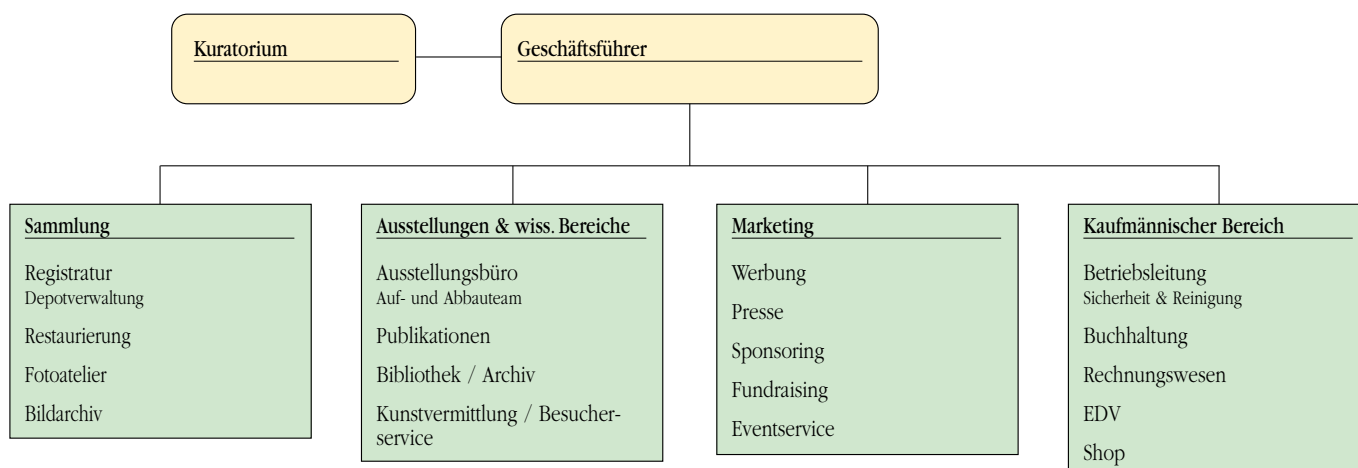 Kuratorium
Geschäftsführer
Sammlung
Registratur
Depotverwaltung
Restaurierung
Fotoatelier
Bildarchiv
Ausstellungen & wiss. Bereiche
Ausstellungsbüro
Auf- und Abbauteam
Publikationen
Bibliothek / Archiv
Kunstvermittlung / Besucher-
service
Marketing
Werbung
Presse
Sponsoring
Fundraising
Eventservice
Kaufmännischer Bereich
Betriebsleitung
Sicherheit & Reinigung
Buchhaltung
Rechnungswesen
EDV
Shop